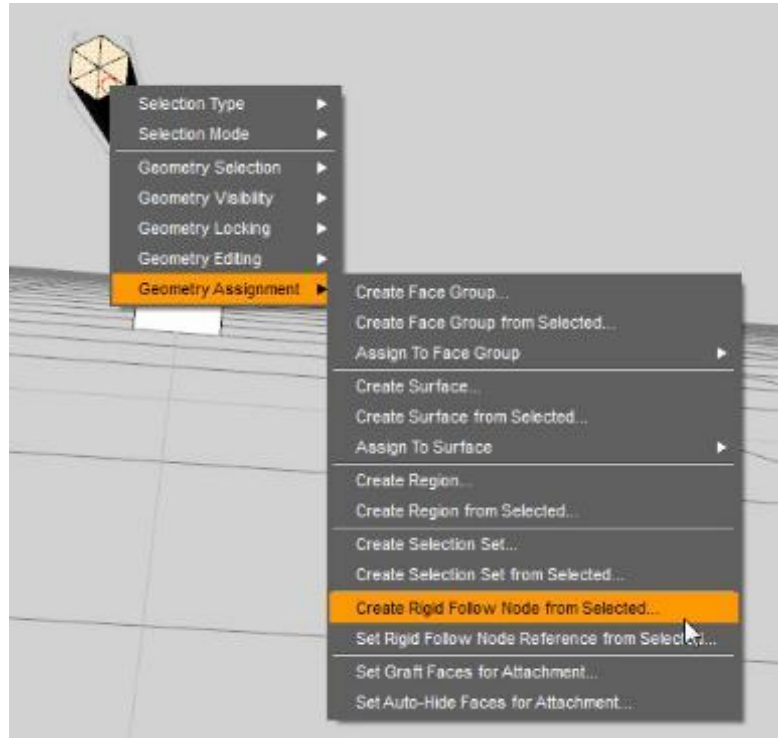 Selection Type
Selection Mode
Geometry Selection
Geometry Visiblity
Geometry Locking
Geometry Editing
Geometry Assignment
Create Face Group...
Create Face Group from Selected...
Assign To Face Group
Create Surface...
Create Surface from Selected...
Assign To Surface
Create Region...
Create Region from Selected...
Create Selection Set...
Create Selection Set from Selected...
Create Rigid Follow Node from Selected...
Set Rigid Follow Node Reference from Selected...
Set Graft Faces for Attachment...
Set Auto-Hide Faces for Attachment...